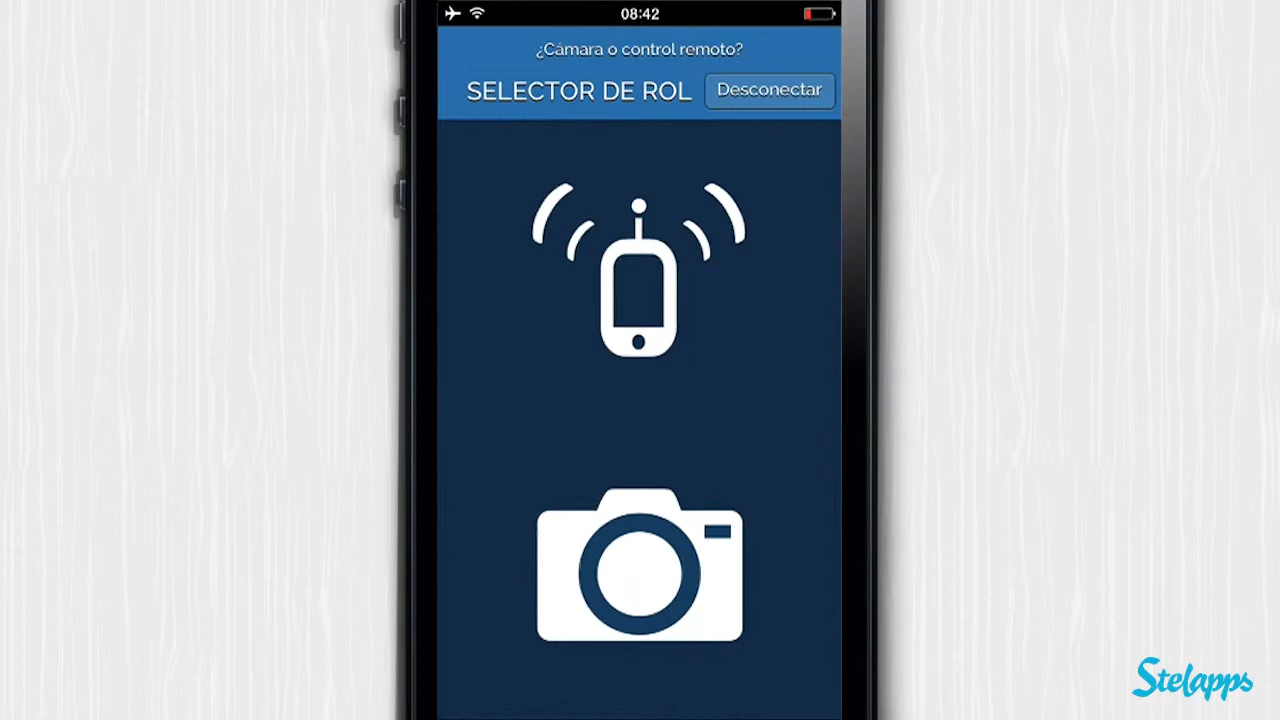 08:42
¿Cámara o control remoto?
SELECTOR DE ROL
Desconectar
Stelapps